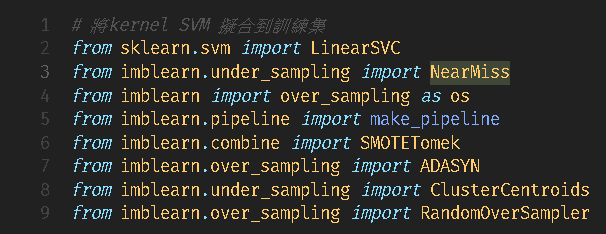 1 # 將kernel SVM 擬合到訓練集
2 from sklearn.svm import LinearSVC
3 from imblearn.under_sampling import NearMiss
4 from imblearn import over_sampling as os
5 from imblearn.pipeline import make_pipeline
6 from imblearn.combine import SMOTETomek
7 from imblearn.over_sampling import ADASYN
8 from imblearn.under_sampling import ClusterCentroids
9 from imblearn.over_sampling import RandomOverSampler